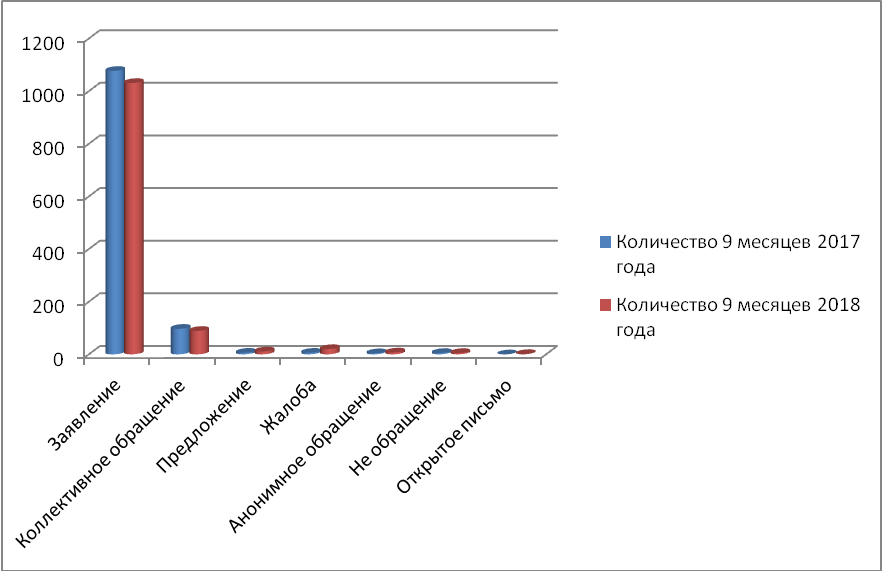 1200
1000
800
600
400
200
0
Заявление
Коллективное обращение
Предложение
Жалоба
Анонимное обращение
Не обращение
Открытое письмо
Количество 9 месяцев 2017
года
Количество 9 месяцев 2018
года